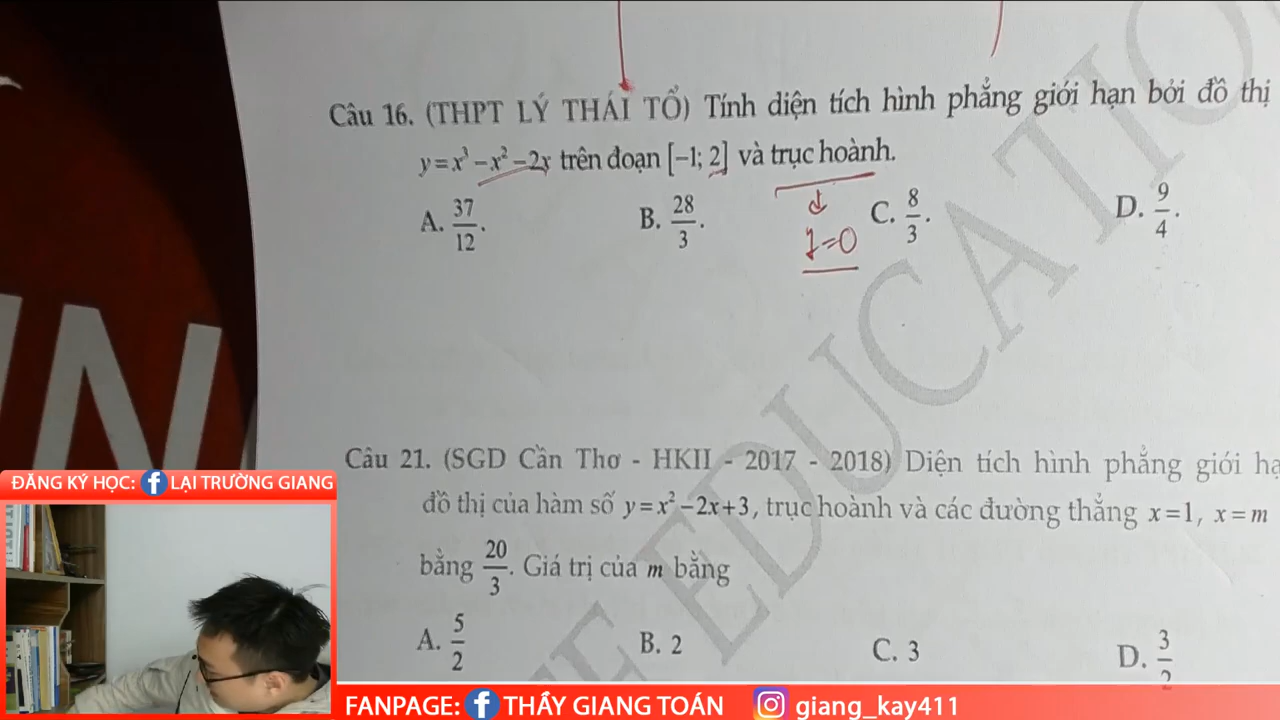 Câu 16. (THPT LÝ THÁI TỔ) Tính diện tích hình phẳng giới hạn bởi đồ thị
y = x³ − x² − 2x trên đoạn [−1; 2] và trục hoành.
A. 37/12. B. 28/3. C. 8/3. D. 9/4.
y=0
Câu 21. (SGD Cần Thơ - HKII - 2017 - 2018) Diện tích hình phẳng giới hạ
đồ thị của hàm số y = x² − 2x + 3, trục hoành và các đường thẳng x = 1, x = m
bằng 20/3. Giá trị của m bằng
A. 5/2 B. 2 C. 3 D. 3/2
EDUCATIO
ĐĂNG KÝ HỌC: f LẠI TRƯỜNG GIANG
FANPAGE: f THẦY GIANG TOÁN giang_kay411